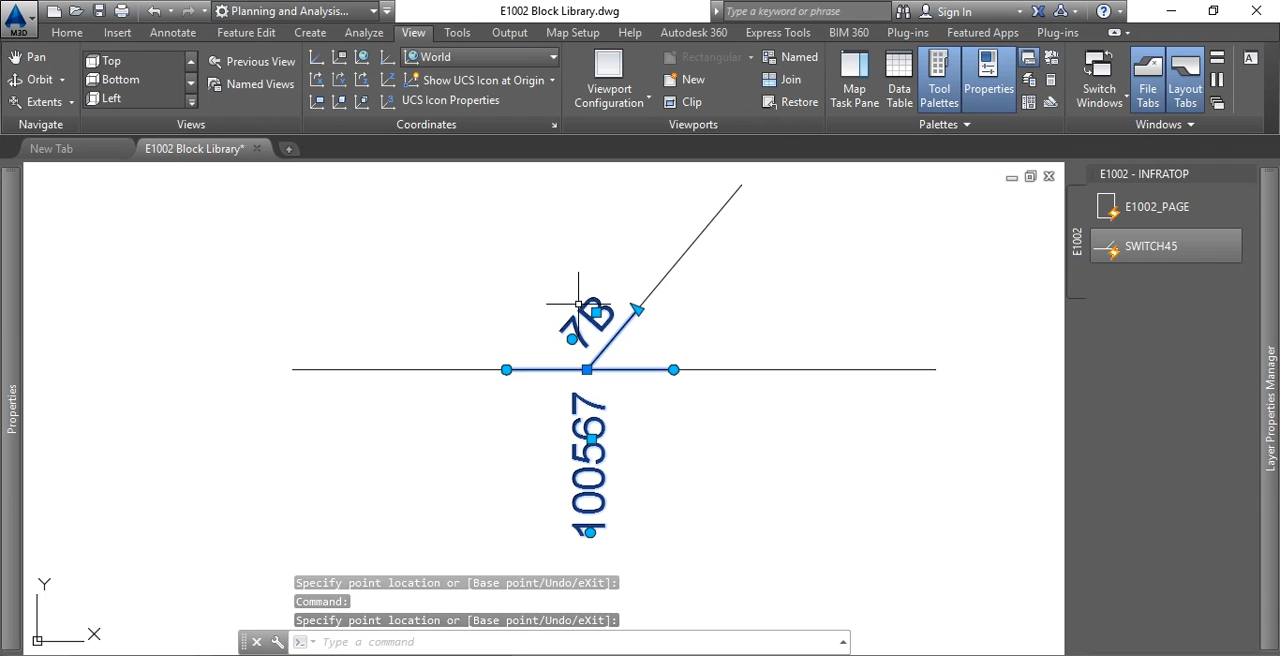 Planning and Analysis...
E1002 Block Library.dwg
Type a keyword or phrase
Sign In
M3D
Home
Insert
Annotate
Feature Edit
Create
Analyze
View
Tools
Output
Map Setup
Help
Autodesk 360
Express Tools
BIM 360
Plug-ins
Featured Apps
Plug-ins
Pan
Orbit
Extents
Navigate
Top
Bottom
Left
Previous View
Named Views
Views
World
Show UCS Icon at Origin
UCS Icon Properties
Coordinates
Viewport
Configuration
Rectangular
New
Clip
Named
Join
Restore
Viewports
Map
Task Pane
Data
Table
Tool
Palettes
Properties
Palettes
Switch
Windows
File
Tabs
Layout
Tabs
Windows
A
New Tab
E1002 Block Library*
E1002 - INFRATOP
E1002_PAGE
SWITCH45
E1002
7B
100567
Properties
Layer Properties Manager
Specify point location or [Base point/Undo/eXit]:
Command:
Specify point location or [Base point/Undo/eXit]:
Type a command
Y
X